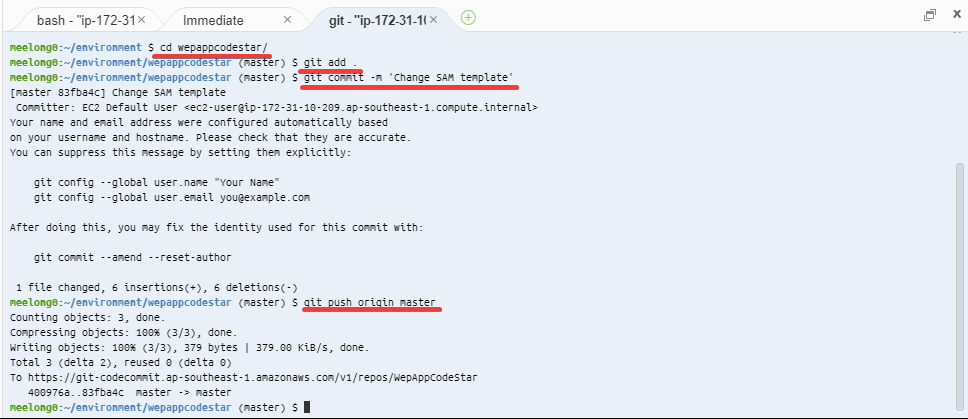 bash - "ip-172-31 Immediate git - "ip-172-31-1
meelong0:~/environment $ cd wepappcodestar/
meelong0:~/environment/wepappcodestar (master) $ git add .
meelong0:~/environment/wepappcodestar (master) $ git commit -m 'Change SAM template'
[master 83fba4c] Change SAM template
 Committer: EC2 Default User <ec2-user@ip-172-31-10-209.ap-southeast-1.compute.internal>
Your name and email address were configured automatically based
on your username and hostname. Please check that they are accurate.
You can suppress this message by setting them explicitly:
    git config --global user.name "Your Name"
    git config --global user.email you@example.com
After doing this, you may fix the identity used for this commit with:
    git commit --amend --reset-author
 1 file changed, 6 insertions(+), 6 deletions(-)
meelong0:~/environment/wepappcodestar (master) $ git push origin master
Counting objects: 3, done.
Compressing objects: 100% (3/3), done.
Writing objects: 100% (3/3), 379 bytes | 379.00 KiB/s, done.
Total 3 (delta 2), reused 0 (delta 0)
To https://git-codecommit.ap-southeast-1.amazonaws.com/v1/repos/WepAppCodeStar
   400976a..83fba4c  master -> master
meelong0:~/environment/wepappcodestar (master) $